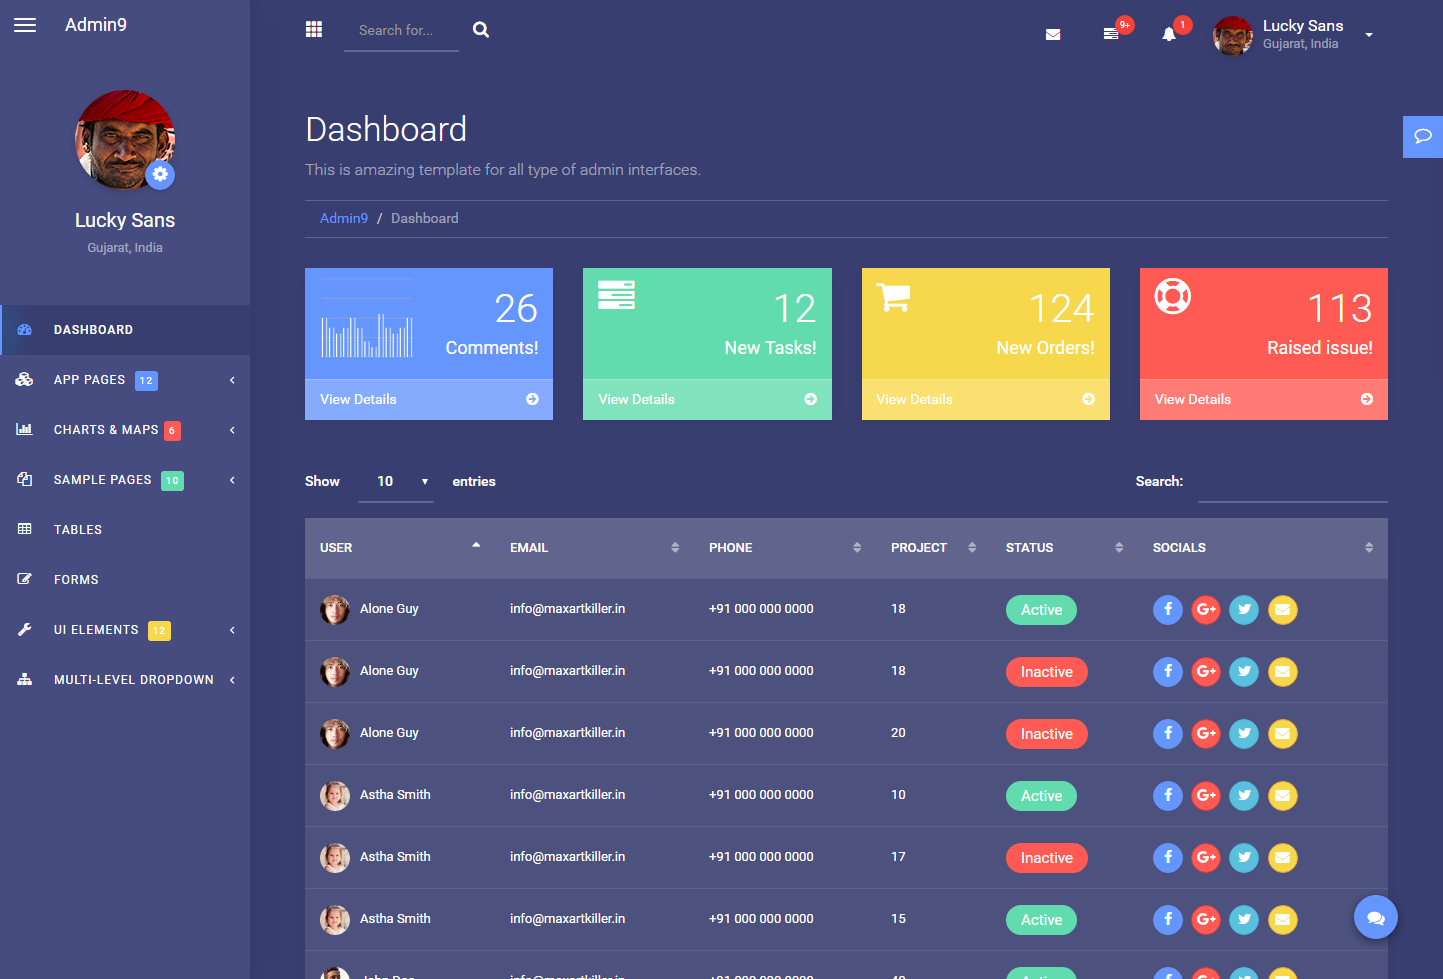 Admin9
Search for...
9+
1
Lucky Sans
Gujarat, India
Lucky Sans
Gujarat, India
DASHBOARD
APP PAGES 12
CHARTS & MAPS 6
SAMPLE PAGES 10
TABLES
FORMS
UI ELEMENTS 12
MULTI-LEVEL DROPDOWN
Dashboard
This is amazing template for all type of admin interfaces.
Admin9 / Dashboard
26
Comments!
View Details
12
New Tasks!
View Details
124
New Orders!
View Details
113
Raised issue!
View Details
Show 10 entries
Search:
USER EMAIL PHONE PROJECT STATUS SOCIALS
Alone Guy info@maxartkiller.in +91 000 000 0000 18 Active
Alone Guy info@maxartkiller.in +91 000 000 0000 18 Inactive
Alone Guy info@maxartkiller.in +91 000 000 0000 20 Inactive
Astha Smith info@maxartkiller.in +91 000 000 0000 10 Active
Astha Smith info@maxartkiller.in +91 000 000 0000 17 Inactive
Astha Smith info@maxartkiller.in +91 000 000 0000 15 Active